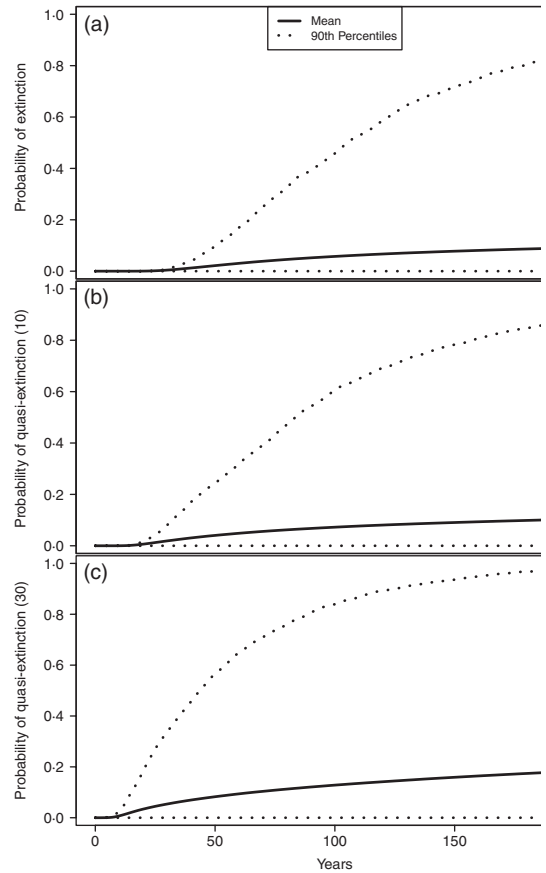 (a)
Mean
90th Percentiles
Probability of extinction
1·0
0·8
0·6
0·4
0·2
0·0
(b)
Probability of quasi-extinction (10)
1·0
0·8
0·6
0·4
0·2
0·0
(c)
Probability of quasi-extinction (30)
1·0
0·8
0·6
0·4
0·2
0·0
0
50
100
150
Years